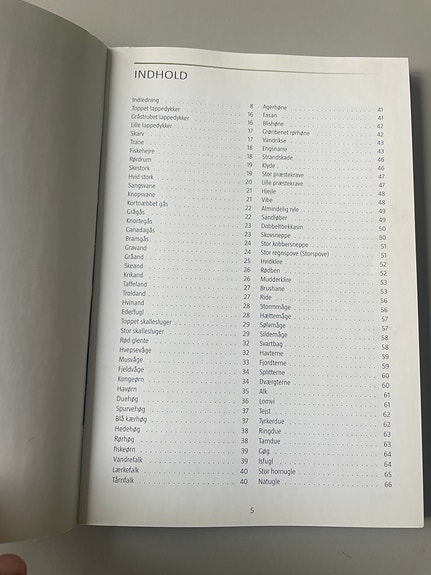 INDHOLD
Indledning 8
Toppet lappedykker 16
Gråstrubet lappedykker 16
Lille lappedykker 17
Skarv 17
Trane 18
Fiskehejre 18
Rørdrum 19
Skestork 19
Hvid stork 20
Sangsvane 21
Knopsvane 21
Kortnæbbet gås 22
Grågås 22
Knortegås 23
Canadagås 23
Bramgås 24
Gravand 24
Gråand 25
Skeand 25
Krikand 26
Taffeland 26
Troldand 27
Hvinand 28
Ederfugl 28
Toppet skallesluger 29
Stor skallesluger 29
Rød glente 32
Hvepsevåge 32
Musvåge 33
Fjeldvåge 34
Kongeørn 34
Havørn 35
Duehøg 36
Spurvehøg 37
Blå kærhøg 37
Hedehøg 38
Rørhøg 38
fiskeørn 39
Vandrefalk 39
Lærkefalk 40
Tårnfalk 40
Agerhøne 41
Fasan 41
Blishøne 42
Grønbenet rørhøne 42
Vandrikse 43
Engsnarre 43
Strandskade 46
Klyde 46
Stor præstekrave 47
Lille præstekrave 47
Hjejle 48
Vibe 48
Almindelig ryle 49
Sandløber 49
Dobbeltbekkasin 50
Skovsneppe 50
Stor kobbersneppe 51
Stor regnspove (Storspove) 51
Hvidklire 52
Rødben 52
Mudderklire 53
Brushane 53
Ride 56
Stormmåge 56
Hættemåge 57
Sølvmåge 57
Sildemåge 58
Svartbag 58
Havterne 59
Fjordterne 59
Splitterne 60
Dværgterne 60
Alk 61
Lomvi 61
Tejst 62
Tyrkerdue 62
Ringdue 63
Tamdue 63
Gøg 64
Isfugl 64
Stor hornugle 65
Natugle 66
5